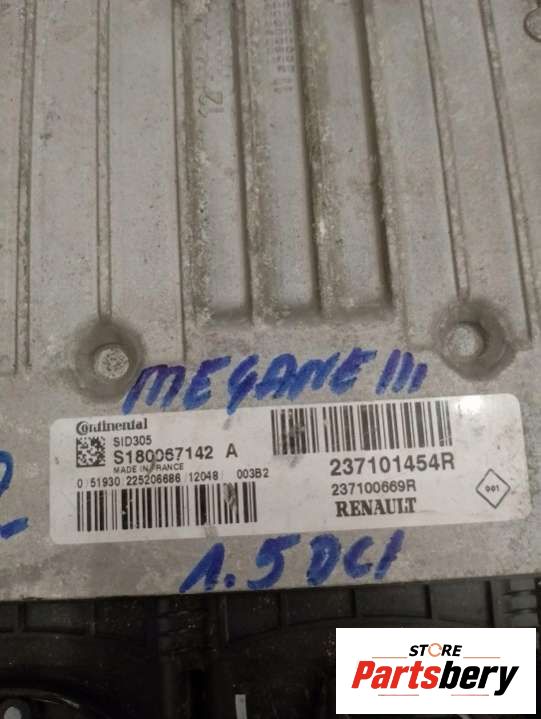 MEGANE III
Continental
SID305
S180067142 A
MADE IN FRANCE
0 51930 225206686 12048 003B2
237101454R
237100669R
RENAULT
001
1.5 DCI
STORE
Partsbery